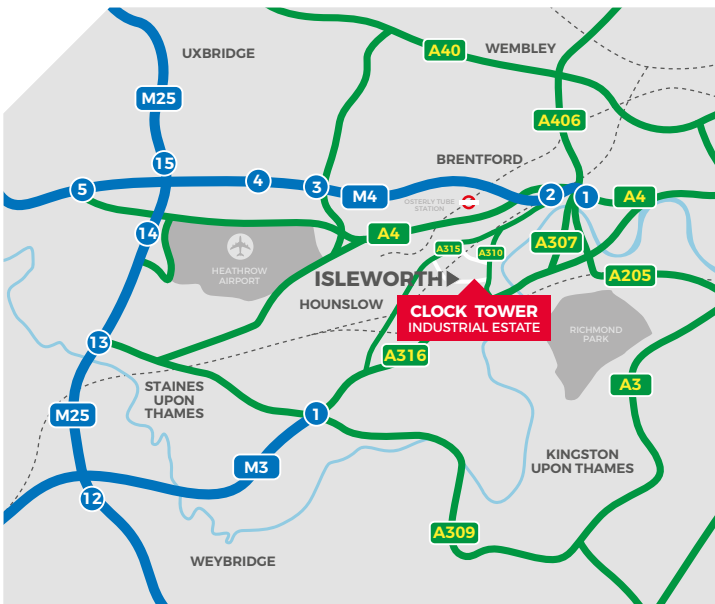 UXBRIDGE
A40
WEMBLEY
M25
A406
15
BRENTFORD
5
4
3
M4
2
1
A4
OSTERLY TUBE
STATION
14
A4
A315
A310
A307
HEATHROW
AIRPORT
ISLEWORTH
A205
HOUNSLOW
CLOCK TOWER
INDUSTRIAL ESTATE
RICHMOND
PARK
13
A316
STAINES
UPON
THAMES
A3
M25
1
KINGSTON
UPON THAMES
M3
12
A309
WEYBRIDGE